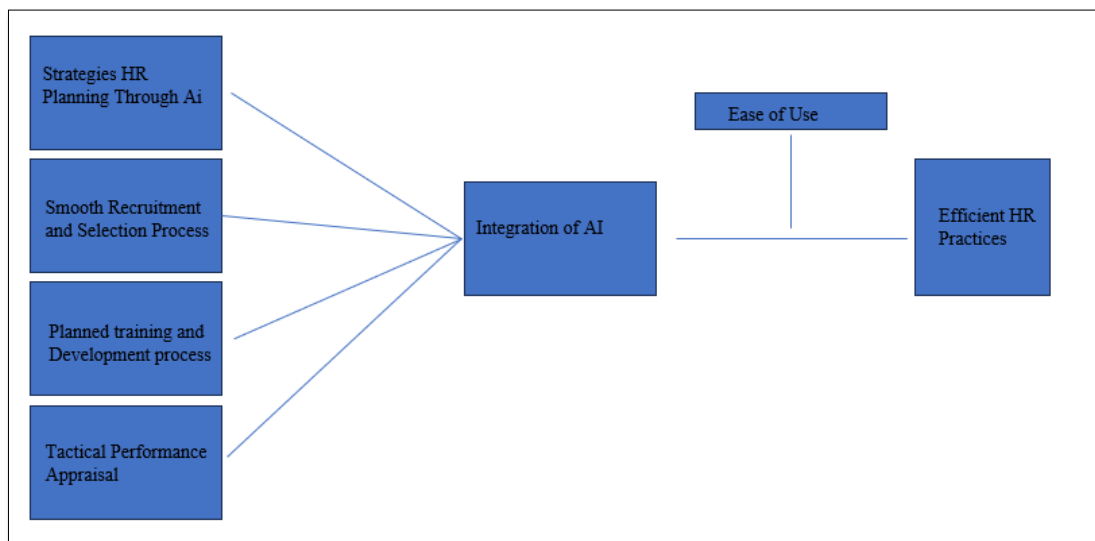 Strategies HR
Planning Through Ai
Smooth Recruitment
and Selection Process
Planned training and
Development process
Tactical Performance
Appraisal
Integration of AI
Ease of Use
Efficient HR
Practices